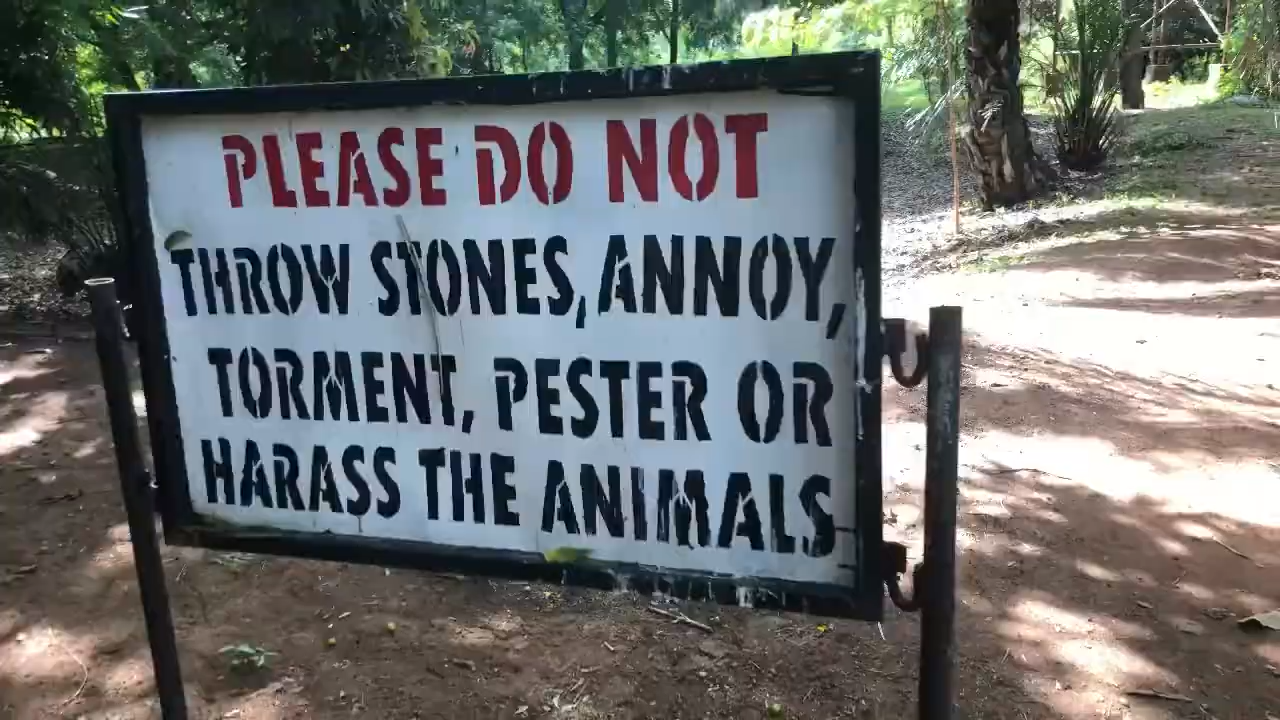 PLEASE DO NOT
THROW STONES, ANNOY,
TORMENT, PESTER OR
HARASS THE ANIMALS